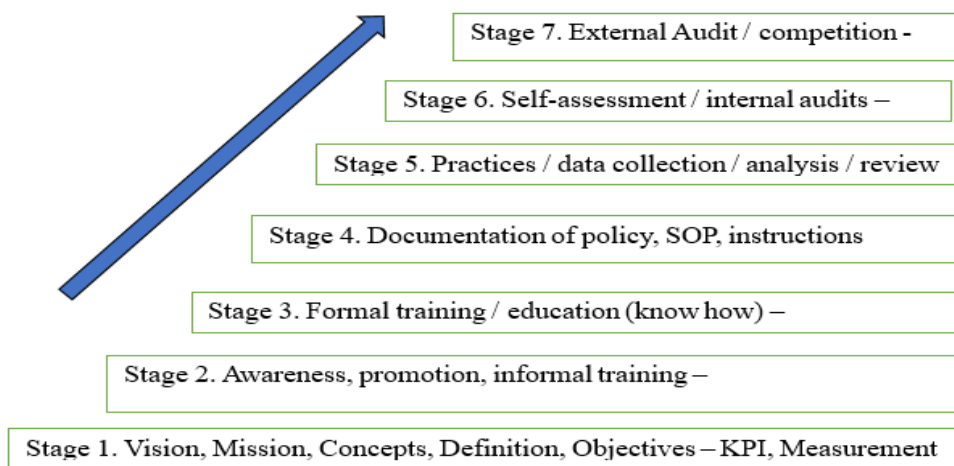 Stage 7. External Audit / competition -
Stage 6. Self-assessment / internal audits –
Stage 5. Practices / data collection / analysis / review
Stage 4. Documentation of policy, SOP, instructions
Stage 3. Formal training / education (know how) –
Stage 2. Awareness, promotion, informal training –
Stage 1. Vision, Mission, Concepts, Definition, Objectives – KPI, Measurement